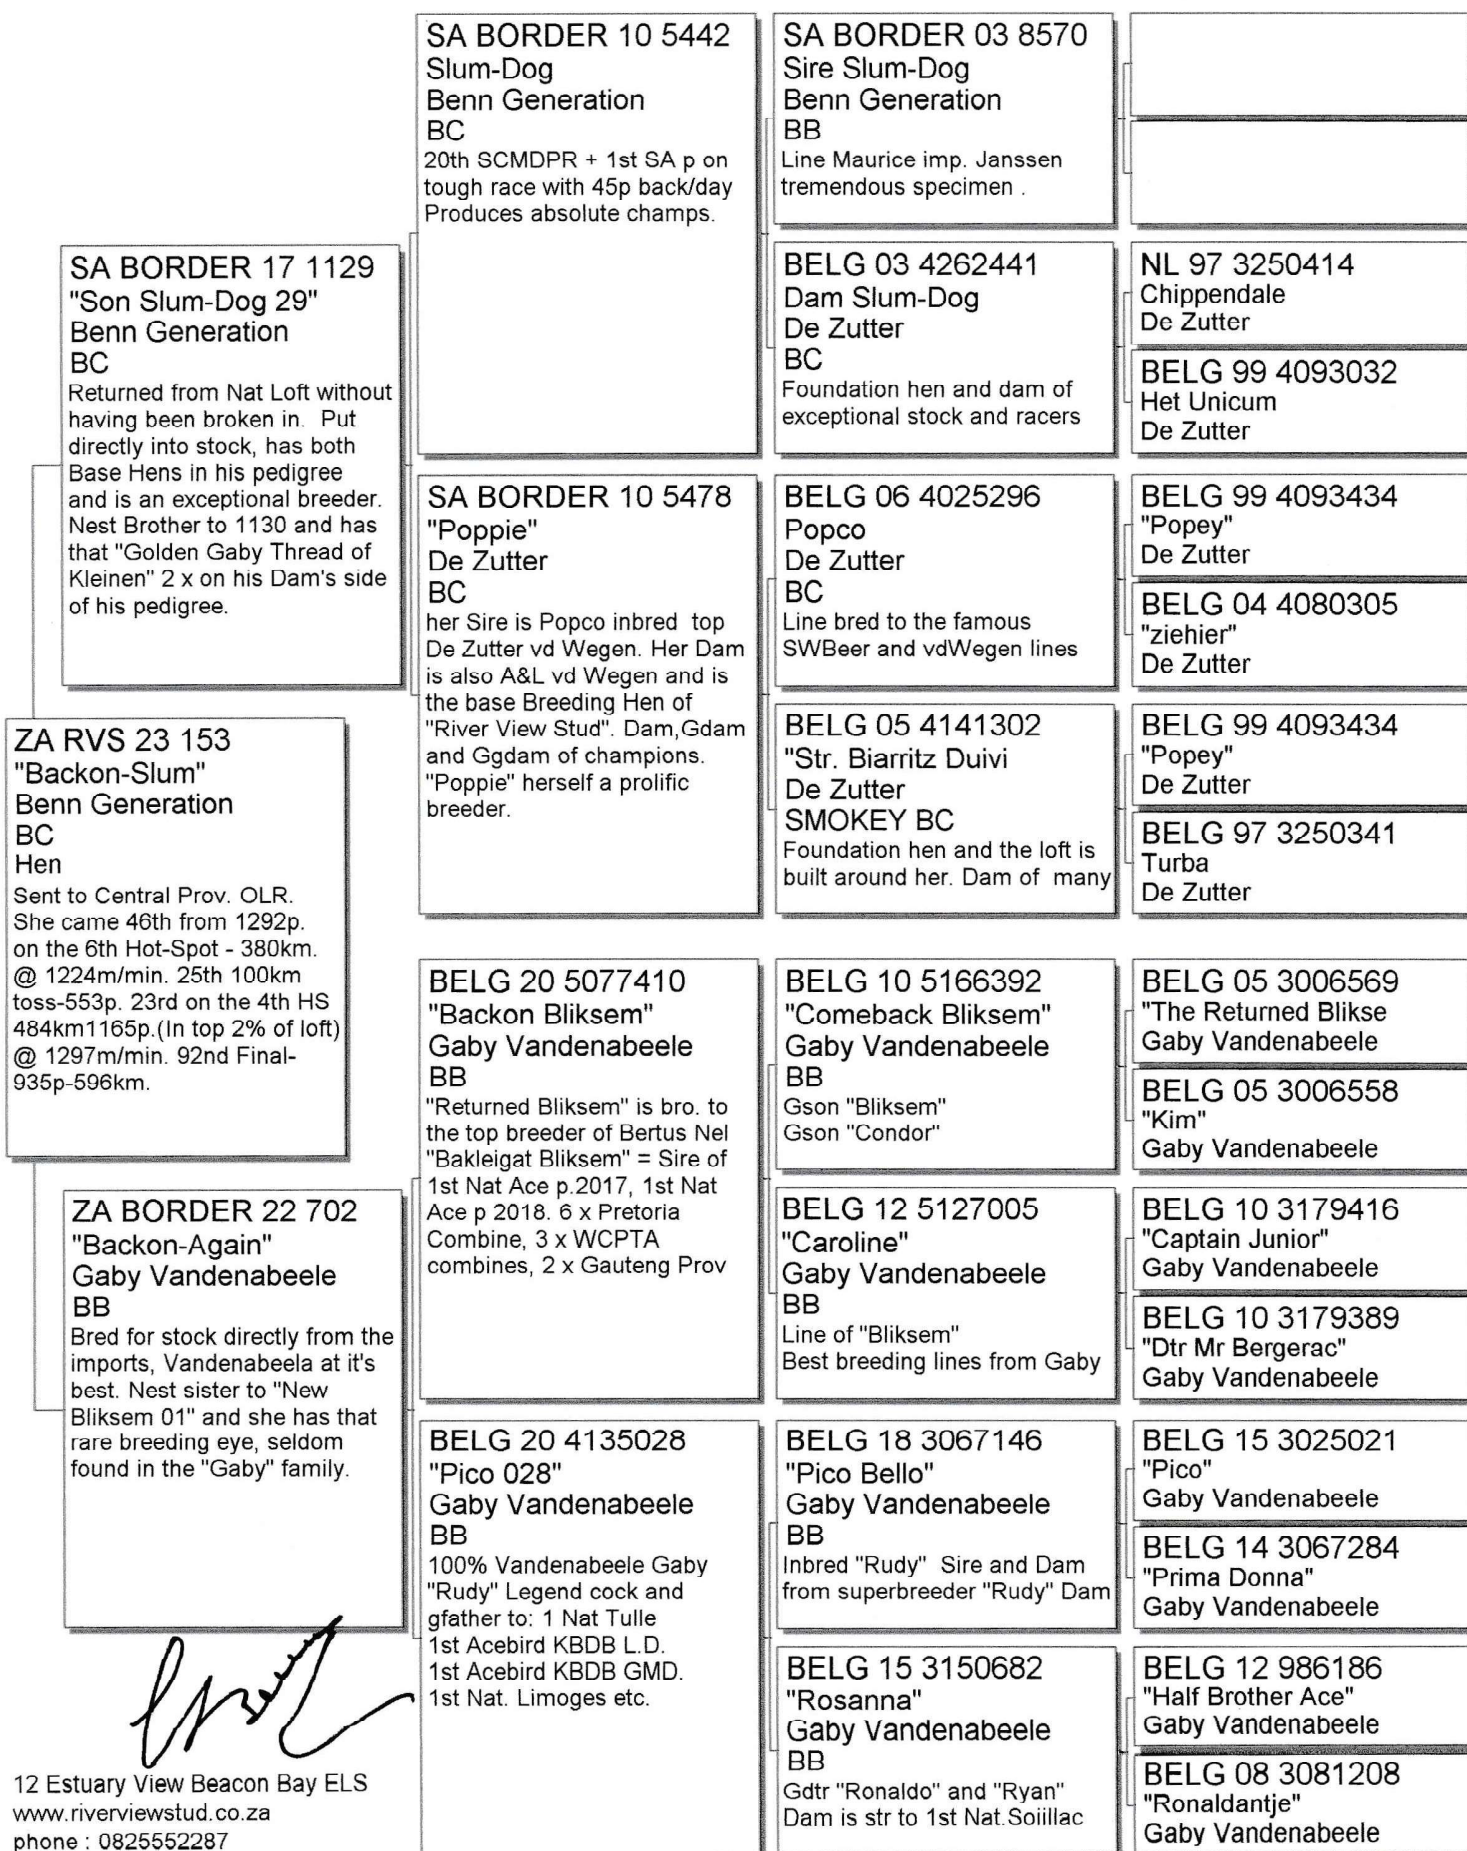 SA BORDER 10 5442
Slum-Dog
Benn Generation
BC
20th SCMDPR + 1st SA p on
tough race with 45p back/day
Produces absolute champs.
SA BORDER 03 8570
Sire Slum-Dog
Benn Generation
BB
Line Maurice imp. Janssen
tremendous specimen .
SA BORDER 17 1129
"Son Slum-Dog 29"
Benn Generation
BC
Returned from Nat Loft without
having been broken in. Put
directly into stock, has both
Base Hens in his pedigree
and is an exceptional breeder.
Nest Brother to 1130 and has
that "Golden Gaby Thread of
Kleinen" 2 x on his Dam's side
of his pedigree.
BELG 03 4262441
Dam Slum-Dog
De Zutter
BC
Foundation hen and dam of
exceptional stock and racers
NL 97 3250414
Chippendale
De Zutter
BELG 99 4093032
Het Unicum
De Zutter
SA BORDER 10 5478
"Poppie"
De Zutter
BC
her Sire is Popco inbred top
De Zutter vd Wegen. Her Dam
is also A&L vd Wegen and is
the base Breeding Hen of
"River View Stud". Dam,Gdam
and Ggdam of champions.
"Poppie" herself a prolific
breeder.
BELG 06 4025296
Popco
De Zutter
BC
Line bred to the famous
SWBeer and vdWegen lines
BELG 99 4093434
"Popey"
De Zutter
BELG 04 4080305
"ziehier"
De Zutter
BELG 05 4141302
"Str. Biarritz Duivi
De Zutter
SMOKEY BC
Foundation hen and the loft is
built around her. Dam of many
BELG 99 4093434
"Popey"
De Zutter
BELG 97 3250341
Turba
De Zutter
ZA RVS 23 153
"Backon-Slum"
Benn Generation
BC
Hen
Sent to Central Prov. OLR.
She came 46th from 1292p.
on the 6th Hot-Spot - 380km.
@ 1224m/min. 25th 100km
toss-553p. 23rd on the 4th HS
484km1165p.(In top 2% of loft)
@ 1297m/min. 92nd Final-
935p-596km.
BELG 20 5077410
"Backon Bliksem"
Gaby Vandenabeele
BB
"Returned Bliksem" is bro. to
the top breeder of Bertus Nel
"Bakleigat Bliksem" = Sire of
1st Nat Ace p.2017, 1st Nat
Ace p 2018. 6 x Pretoria
Combine, 3 x WCPTA
combines, 2 x Gauteng Prov
BELG 10 5166392
"Comeback Bliksem"
Gaby Vandenabeele
BB
Gson "Bliksem"
Gson "Condor"
BELG 05 3006569
"The Returned Blikse
Gaby Vandenabeele
BELG 05 3006558
"Kim"
Gaby Vandenabeele
ZA BORDER 22 702
"Backon-Again"
Gaby Vandenabeele
BB
Bred for stock directly from the
imports, Vandenabeela at it's
best. Nest sister to "New
Bliksem 01" and she has that
rare breeding eye, seldom
found in the "Gaby" family.
BELG 12 5127005
"Caroline"
Gaby Vandenabeele
BB
Line of "Bliksem"
Best breeding lines from Gaby
BELG 10 3179416
"Captain Junior"
Gaby Vandenabeele
BELG 10 3179389
"Dtr Mr Bergerac"
Gaby Vandenabeele
BELG 20 4135028
"Pico 028"
Gaby Vandenabeele
BB
100% Vandenabeele Gaby
"Rudy" Legend cock and
gfather to: 1 Nat Tulle
1st Acebird KBDB L.D.
1st Acebird KBDB GMD.
1st Nat. Limoges etc.
BELG 18 3067146
"Pico Bello"
Gaby Vandenabeele
BB
Inbred "Rudy" Sire and Dam
from superbreeder "Rudy" Dam
BELG 15 3025021
"Pico"
Gaby Vandenabeele
BELG 14 3067284
"Prima Donna"
Gaby Vandenabeele
BELG 15 3150682
"Rosanna"
Gaby Vandenabeele
BB
Gdtr "Ronaldo" and "Ryan"
Dam is str to 1st Nat.Soiillac
BELG 12 986186
"Half Brother Ace"
Gaby Vandenabeele
BELG 08 3081208
"Ronaldantje"
Gaby Vandenabeele
12 Estuary View Beacon Bay ELS
www.riverviewstud.co.za
phone : 0825552287